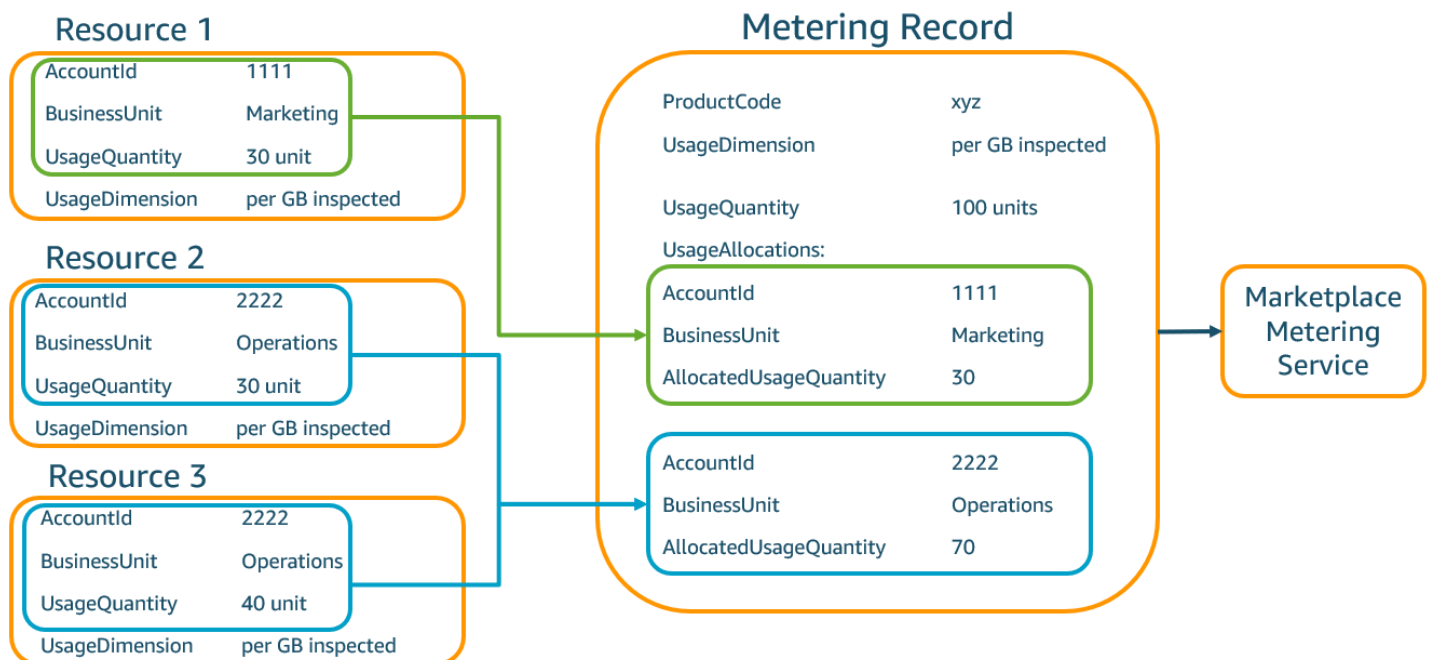 Resource 1
AccountId 1111
BusinessUnit Marketing
UsageQuantity 30 unit
UsageDimension per GB inspected
Resource 2
AccountId 2222
BusinessUnit Operations
UsageQuantity 30 unit
UsageDimension per GB inspected
Resource 3
AccountId 2222
BusinessUnit Operations
UsageQuantity 40 unit
UsageDimension per GB inspected
Metering Record
ProductCode xyz
UsageDimension per GB inspected
UsageQuantity 100 units
UsageAllocations:
AccountId 1111
BusinessUnit Marketing
AllocatedUsageQuantity 30
AccountId 2222
BusinessUnit Operations
AllocatedUsageQuantity 70
Marketplace
Metering
Service